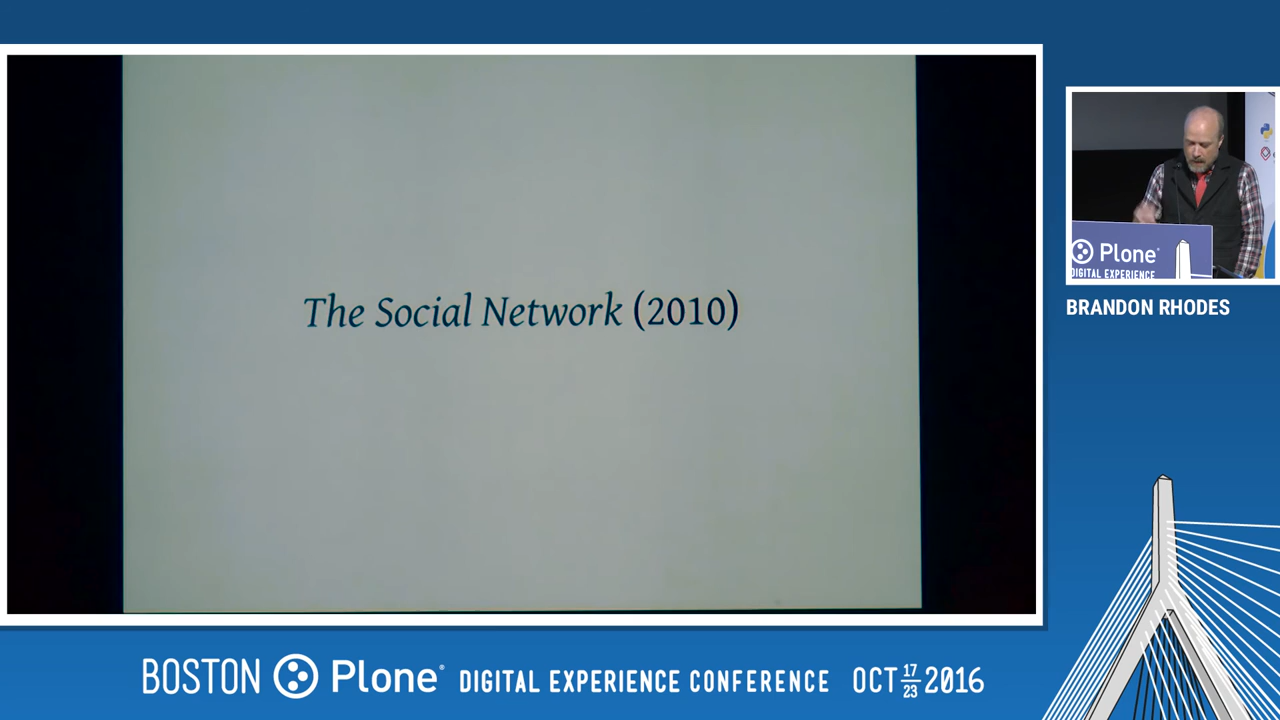 The Social Network (2010)
Plone
DIGITAL EXPERIENCE
BRANDON RHODES
BOSTON Plone® DIGITAL EXPERIENCE CONFERENCE OCT 17 23 2016